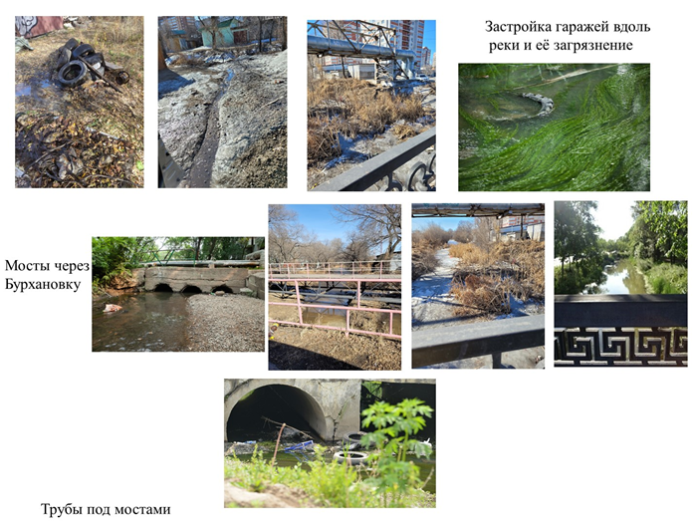 Застройка гаражей вдоль
реки и её загрязнение
Мосты через
Бурхановку
Трубы под мостами